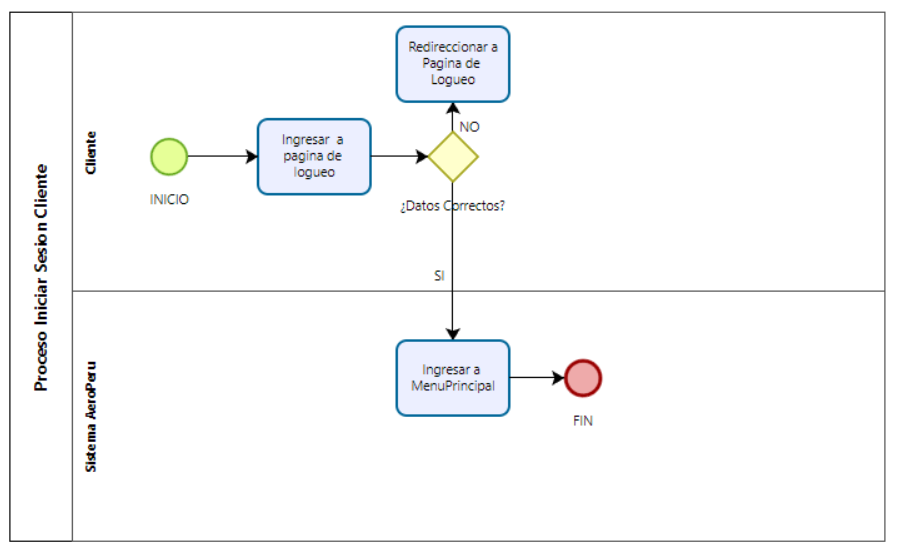 Proceso Iniciar Sesion Cliente
Cliente
INICIO
Ingresar a
pagina de
logueo
¿Datos Correctos?
NO
Redireccionar a
Pagina de
Logueo
SI
Sistema AeroPeru
Ingresar a
MenuPrincipal
FIN